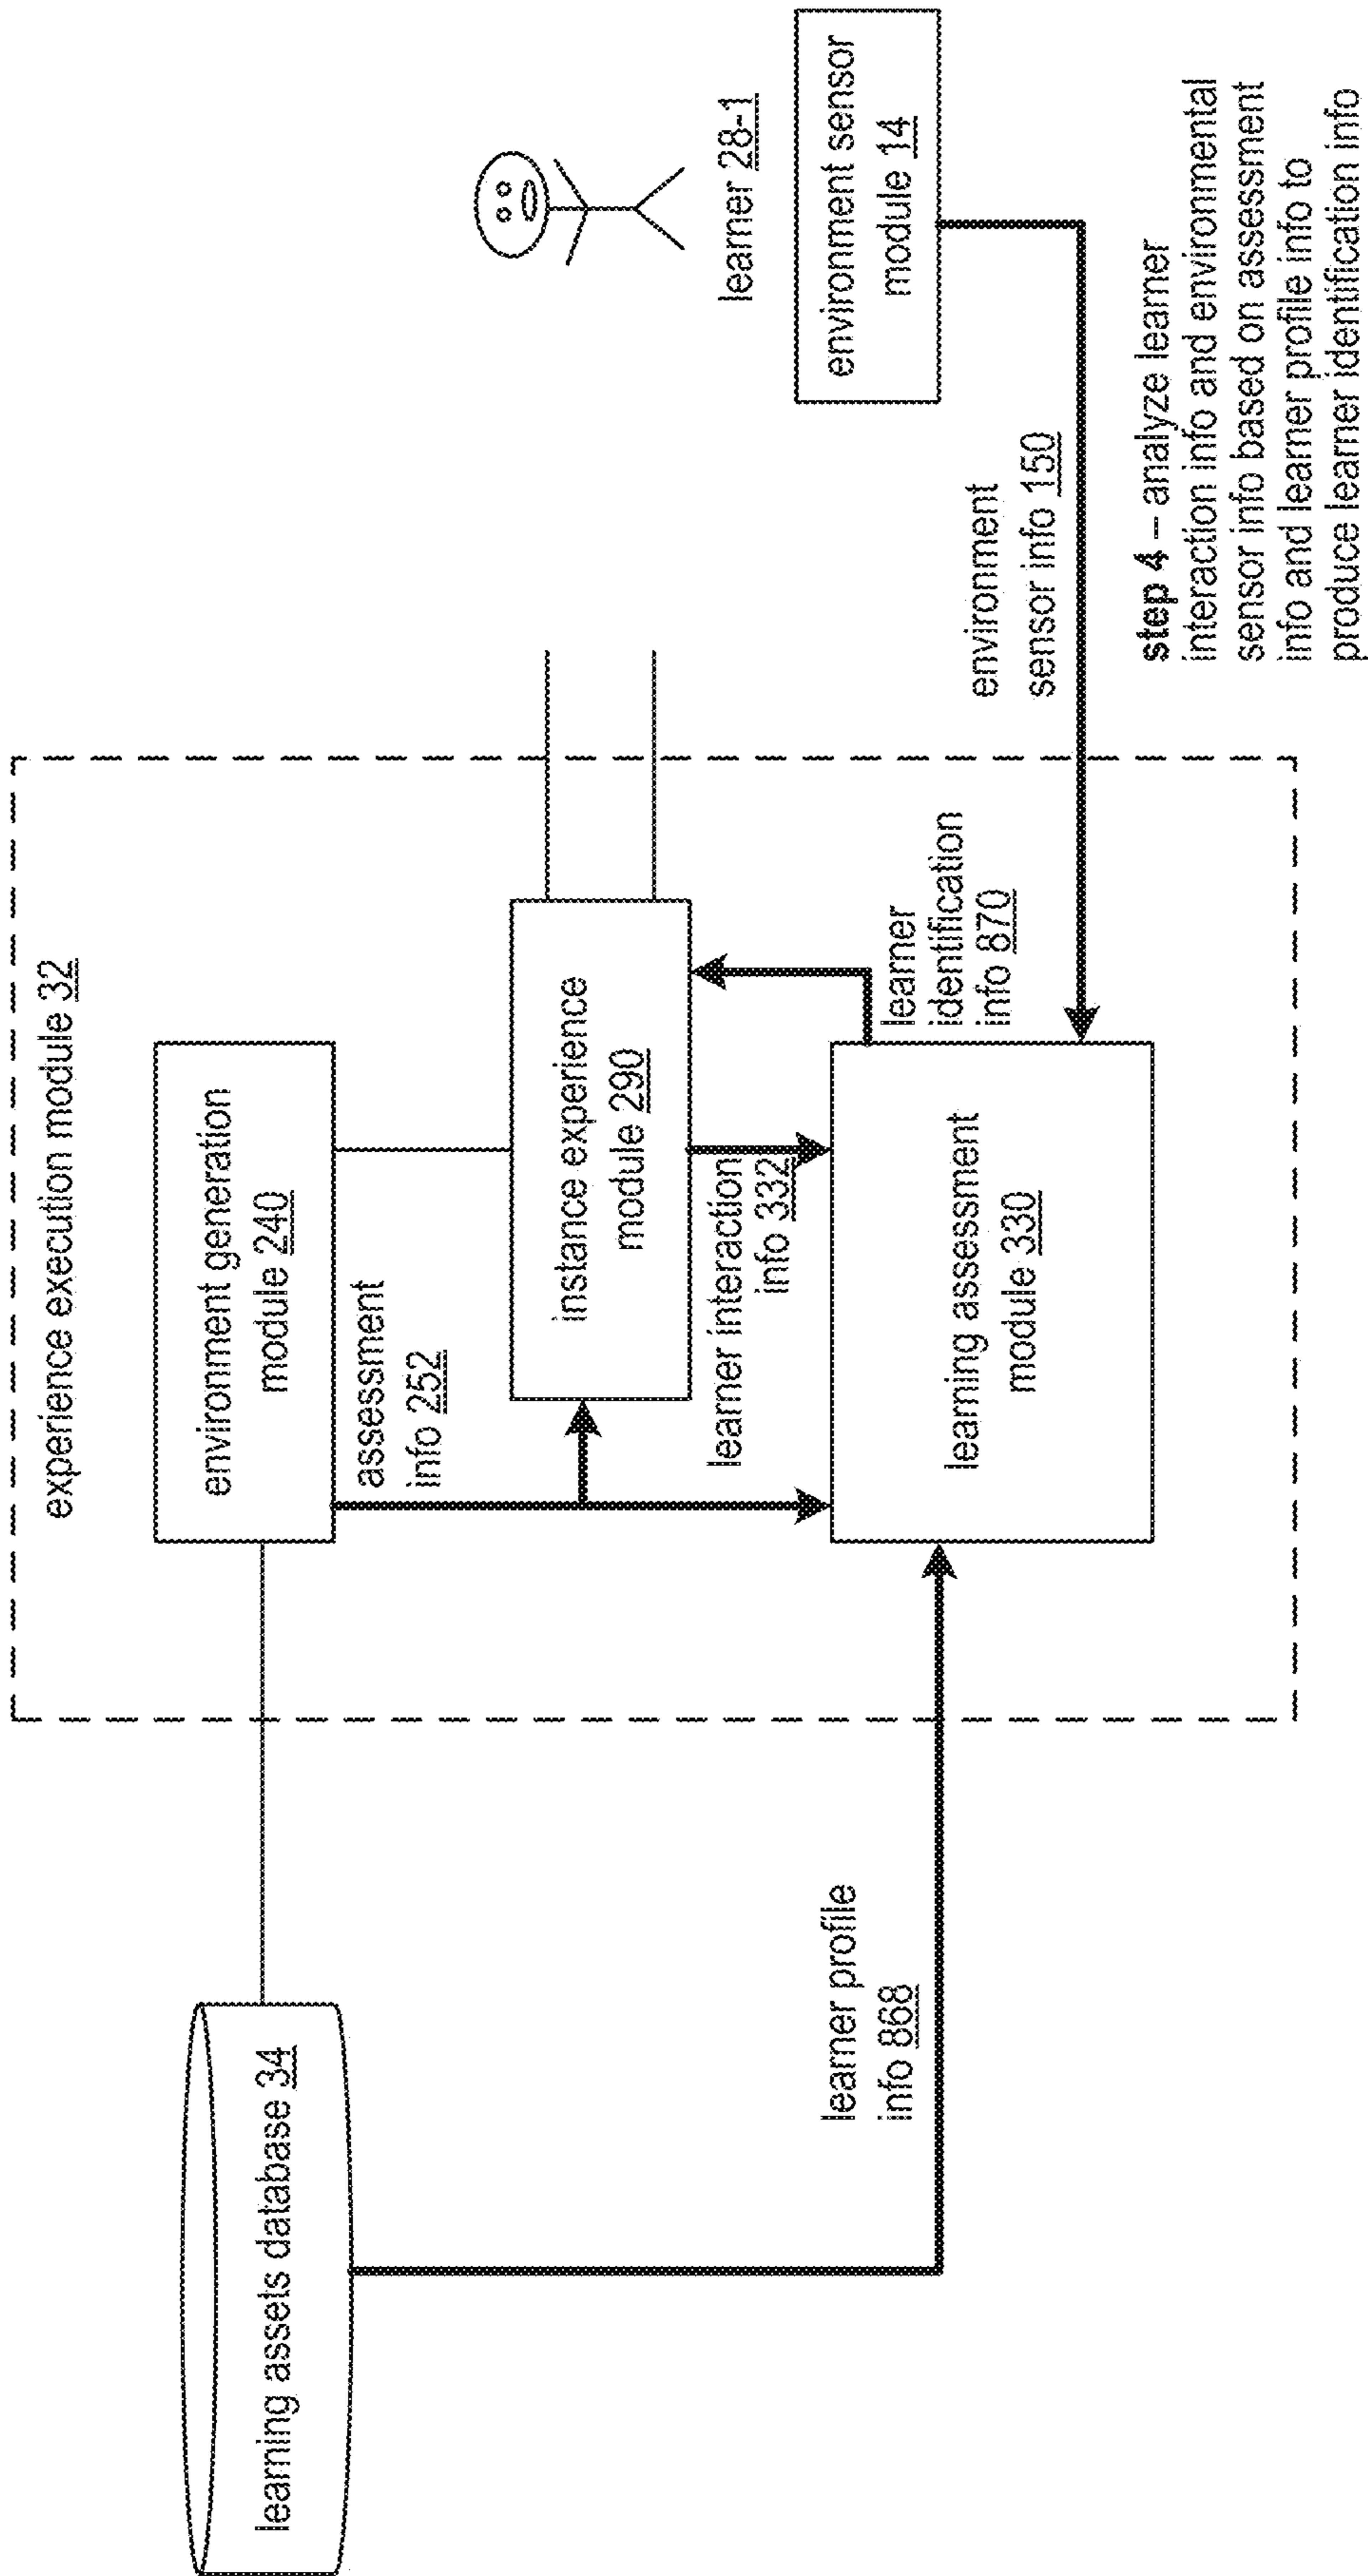 experience execution module 32
learning assets database 34
environment generation
module 240
assessment
info 252
instance experience
module 290
learner interaction
info 332
learner
identification
info 870
learner profile
info 868
learning assessment
module 330
learner 28-1
environment sensor
module 14
environment
sensor info 150
step 4 – analyze learner
interaction info and environmental
sensor info based on assessment
info and learner profile info to
produce learner identification info